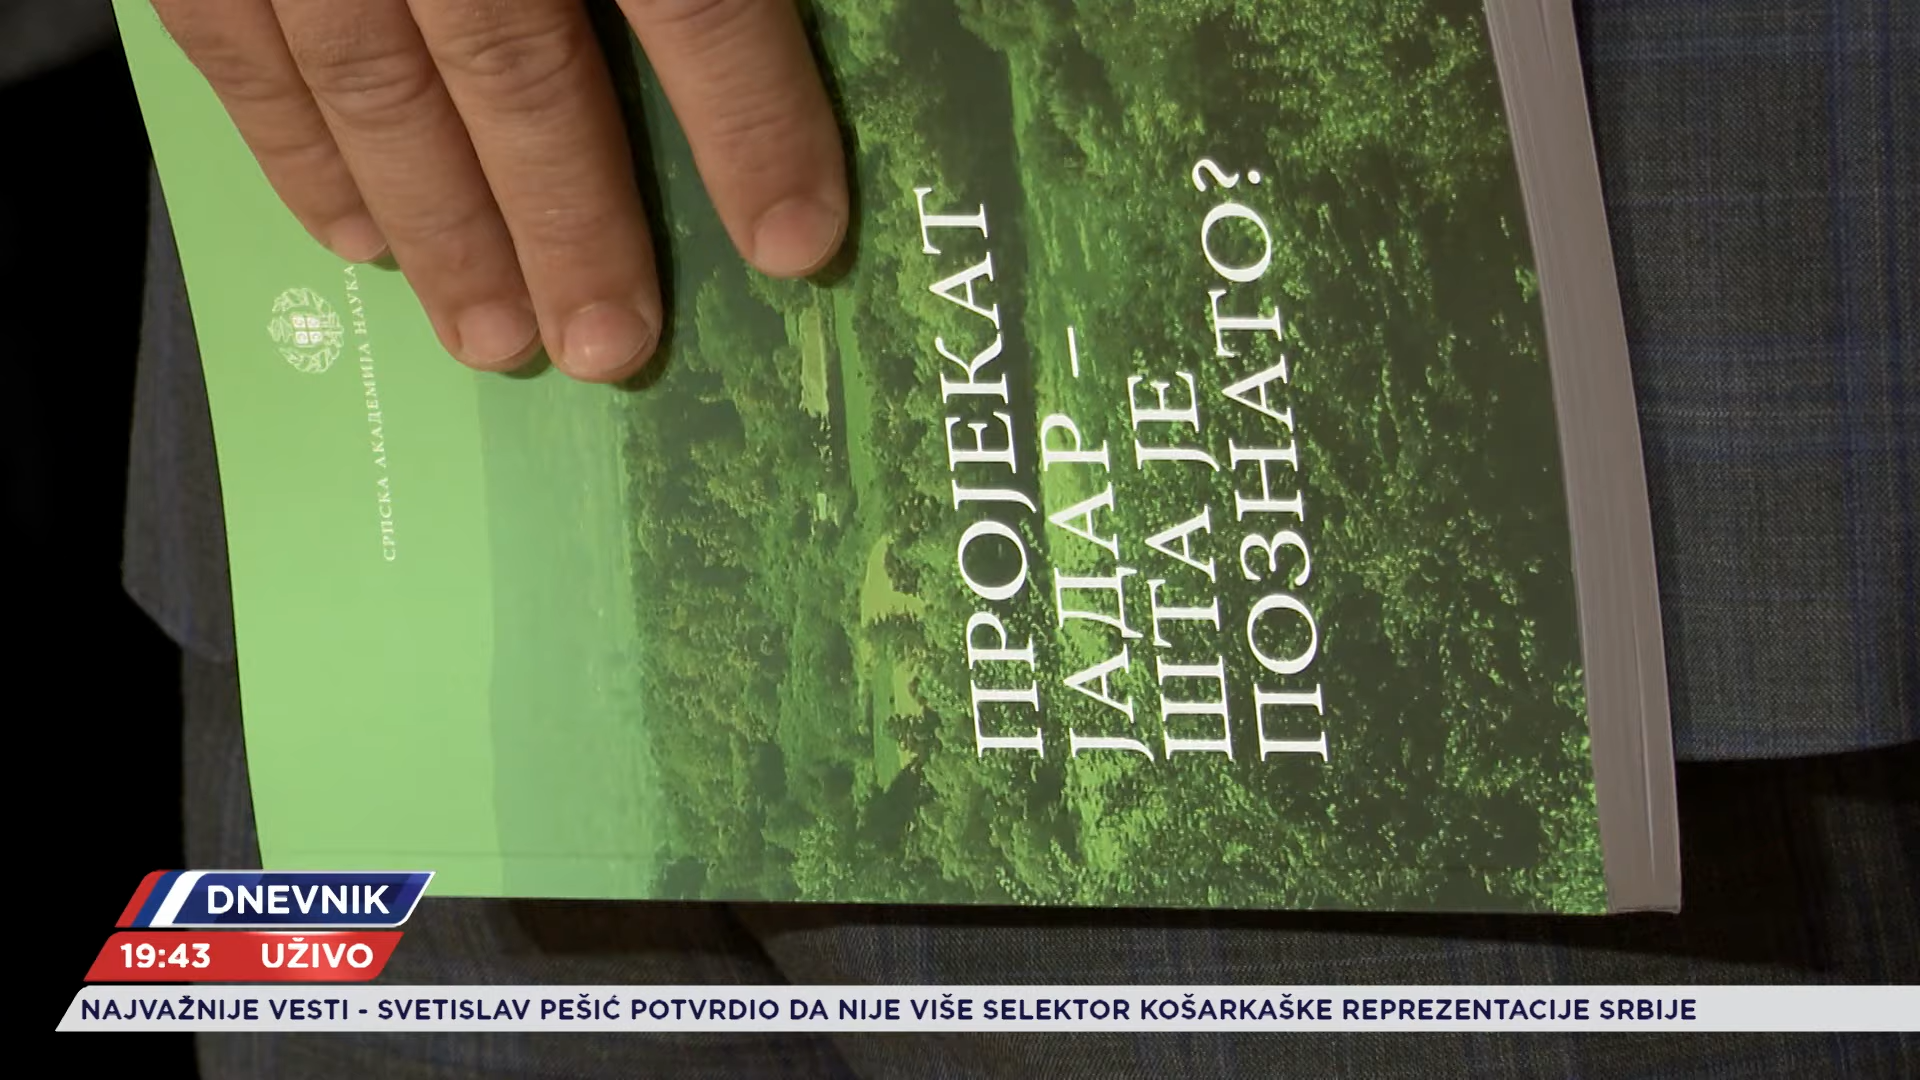 СРПСКА АКАДЕМИЈА НАУКА
ПРОЈЕКАТ
ЈАДАР –
ШТА ЈЕ
ПОЗНАТО?
DNEVNIK
19:43 UŽIVO
NAJVAŽNIJE VESTI - SVETISLAV PEŠIĆ POTVRDIO DA NIJE VIŠE SELEKTOR KOŠARKAŠKE REPREZENTACIJE SRBIJE